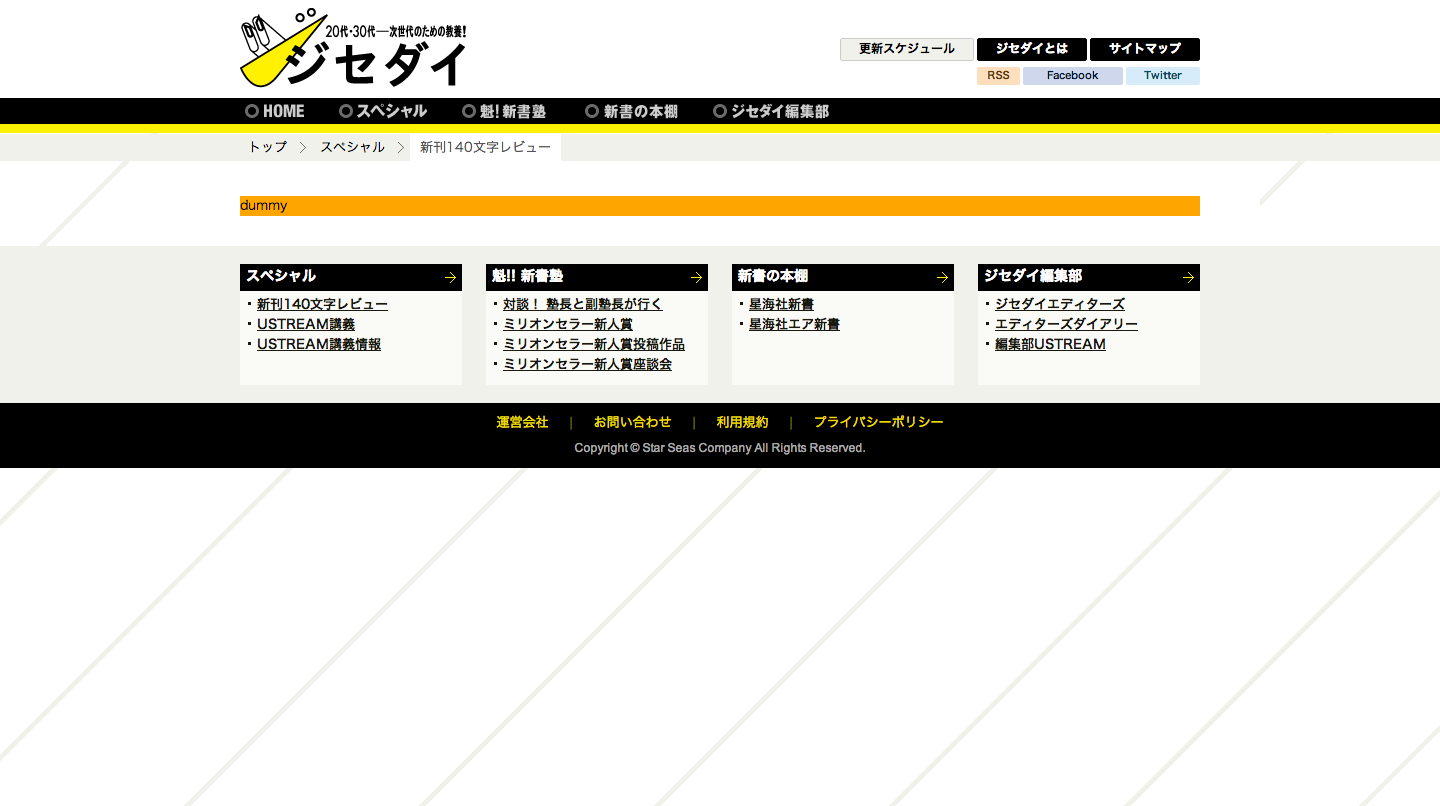 20代・30代──次世代のための教養!
ジセダイ
更新スケジュール
ジセダイとは
サイトマップ
RSS
Facebook
Twitter
HOME
スペシャル
魁!新書塾
新書の本棚
ジセダイ編集部
トップ
スペシャル
新刊140文字レビュー
dummy
スペシャル
・新刊140文字レビュー
・USTREAM講義
・USTREAM講義情報
魁!! 新書塾
・対談！ 塾長と副塾長が行く
・ミリオンセラー新人賞
・ミリオンセラー新人賞投稿作品
・ミリオンセラー新人賞座談会
新書の本棚
・星海社新書
・星海社エア新書
ジセダイ編集部
・ジセダイエディターズ
・エディターズダイアリー
・編集部USTREAM
運営会社 | お問い合わせ | 利用規約 | プライバシーポリシー
Copyright © Star Seas Company All Rights Reserved.